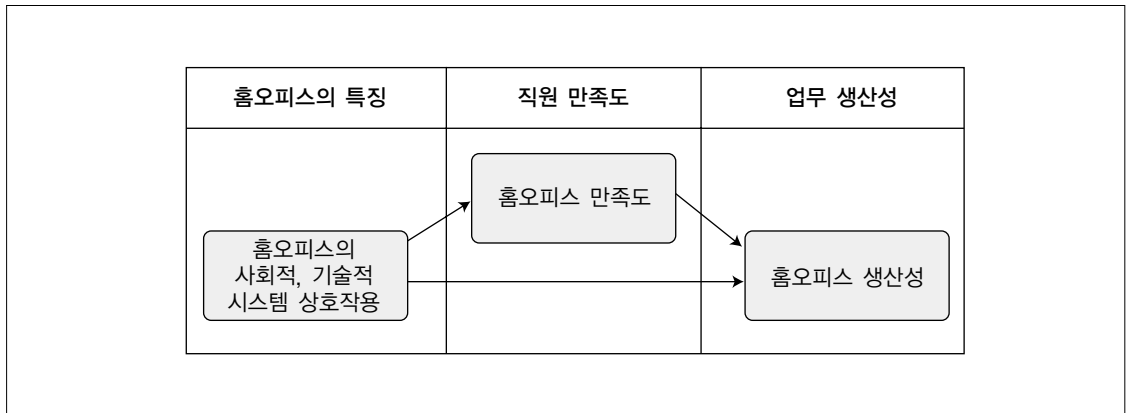 홈오피스의 특징
직원 만족도
업무 생산성
홈오피스 만족도
홈오피스의
사회적, 기술적
시스템 상호작용
홈오피스 생산성